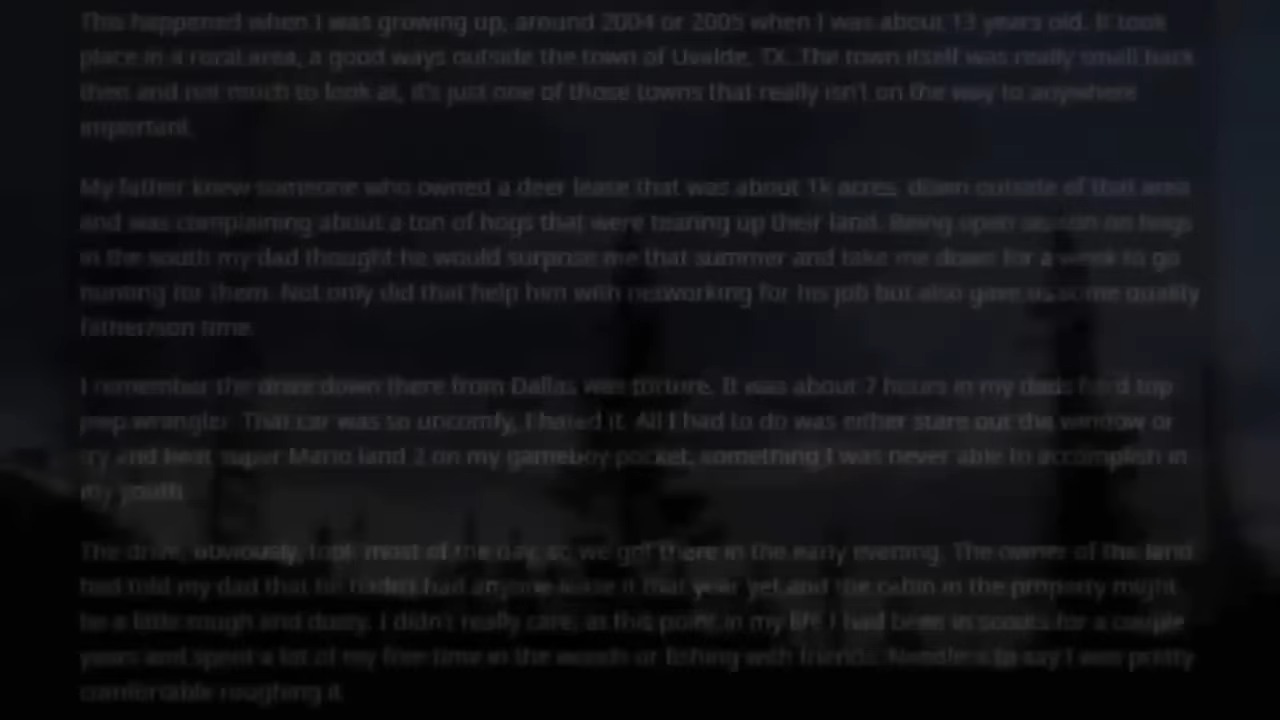 This happened when I was growing up, around 2004 or 2005 when I was about 13 years old. It took
place in a rural area, a good ways outside the town of Uvalde, TX. The town itself was really small back
then and not much to look at, it's just one of those towns that really isn't on the way to anywhere
important.
My father knew someone who owned a deer lease that was about 1k acres, down outside of that area
and was complaining about a ton of hogs that were tearing up their land. Being open season on hogs
in the south my dad thought he would surprise me that summer and take me down for a week to go
hunting for them. Not only did that help him with networking for his job but also gave us some quality
father/son time.
I remember the drive down there from Dallas was torture. It was about 7 hours in my dads hard top
jeep wrangler. That car was so uncomfy, I hated it. All I had to do was either stare out the window or
try and beat super Mario land 2 on my gameboy pocket, something I was never able to accomplish in
my youth.
The drive, obviously, took most of the day, so we got there in the early evening. The owner of the land
had told my dad that he hadn't had anyone lease it that year yet and the cabin in the property might
be a little rough and dusty. I didn't really care, at this point in my life I had been in scouts for a couple
years and spent a lot of my free time in the woods or fishing with friends. Needless to say I was pretty
comfortable roughing it.